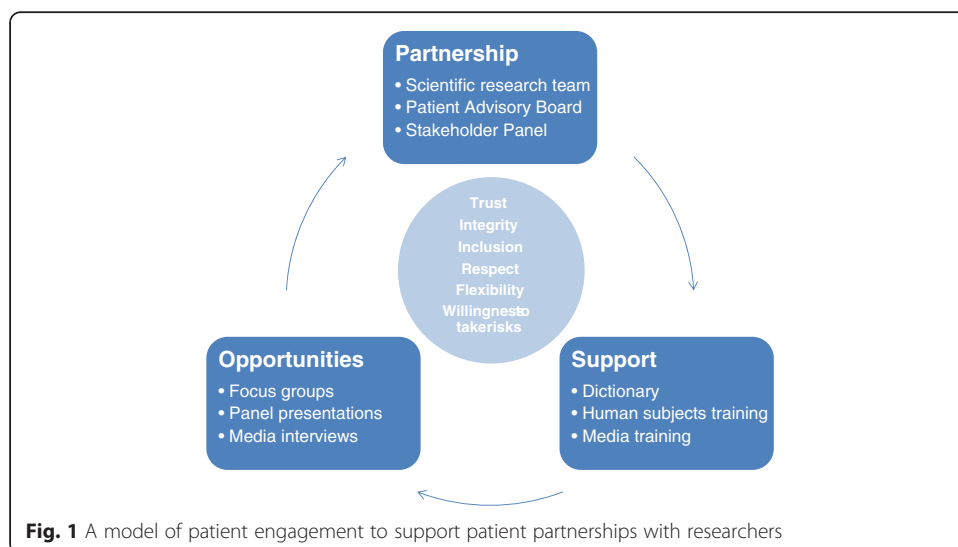 Partnership
• Scientific research team
• Patient Advisory Board
• Stakeholder Panel
Trust
Integrity
Inclusion
Respect
Flexibility
Willingness to
takerisks
Opportunities
• Focus groups
• Panel presentations
• Media interviews
Support
• Dictionary
• Human subjects training
• Media training
Fig. 1 A model of patient engagement to support patient partnerships with researchers